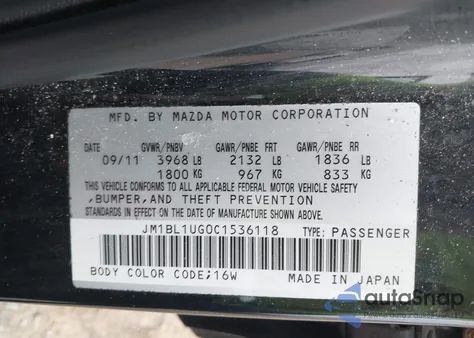 MFD. BY MAZDA MOTOR CORPORATION
DATE GVWR/PNBV GAWR/PNBE FRT GAWR/PNBE RR
09/11 3968 LB 2132 LB 1836 LB
1800 KG 967 KG 833 KG
THIS VEHICLE CONFORMS TO ALL APPLICABLE FEDERAL MOTOR VEHICLE SAFETY
,BUMPER,AND THEFT PREVENTION
STANDARDS IN EFFECT ON THE DATE OF MANUFACTURE SHOWN ABOVE.
JM1BL1UG0C1536118 TYPE: PASSENGER
BODY COLOR CODE;16W MADE IN JAPAN
autoSnap